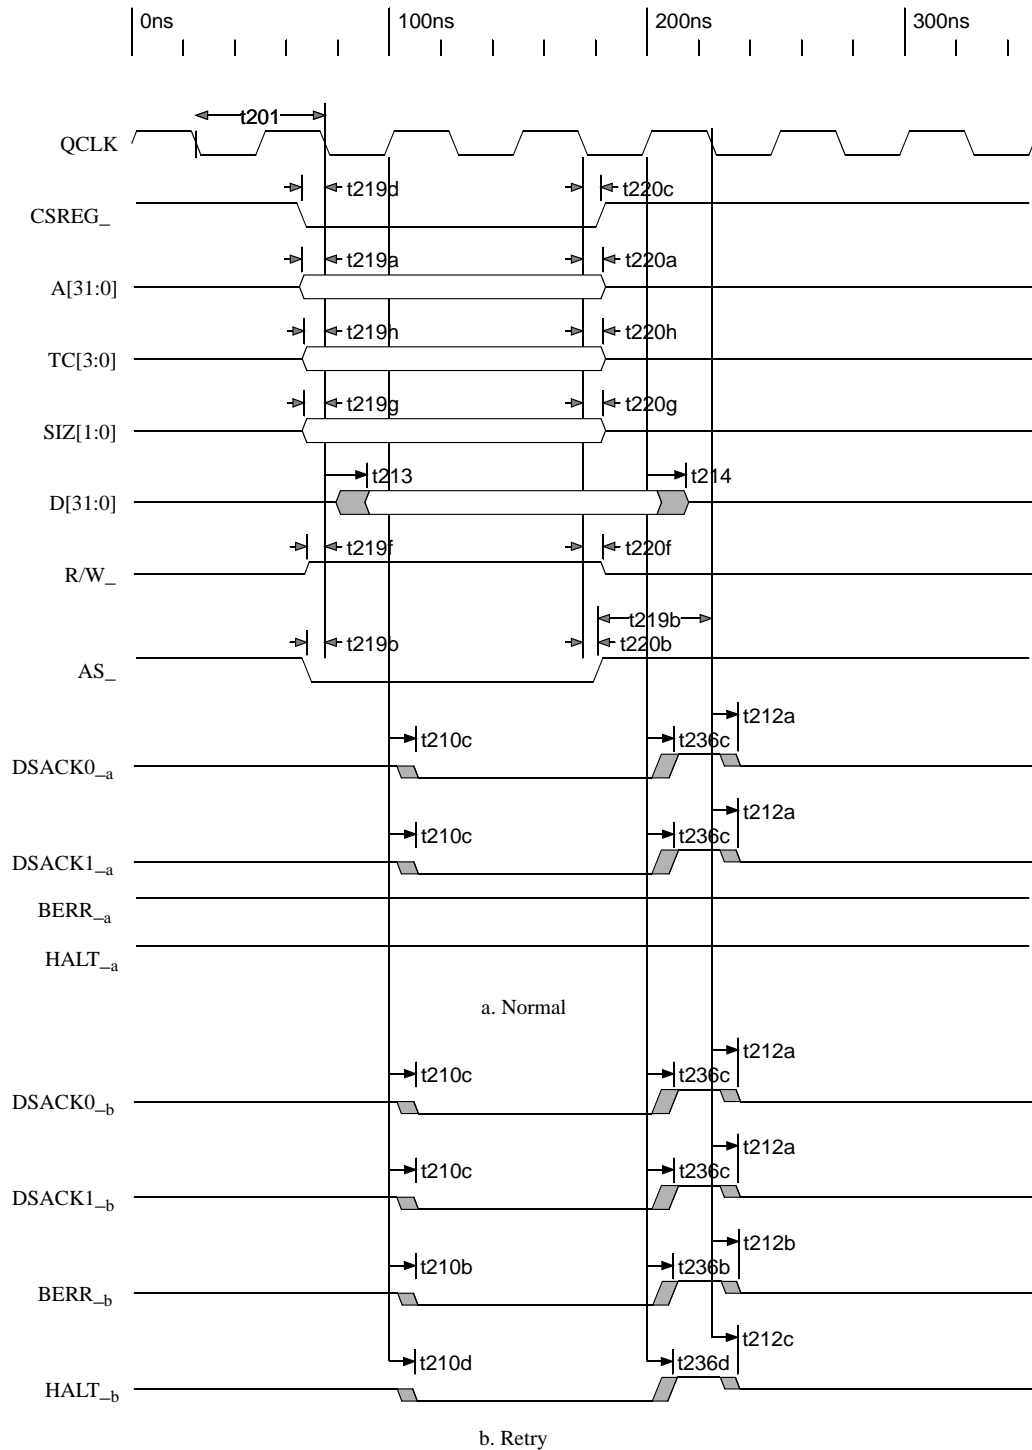 0ns 100ns 200ns 300ns
t201
QCLK
t219d t220c
CSREG_
t219a t220a
A[31:0]
t219h t220h
TC[3:0]
t219g t220g
SIZ[1:0]
t213 t214
D[31:0]
t219f t220f
R/W_
t219b
t219b t220b
AS_
t212a
t210c t236c
DSACK0_a
t212a
t210c t236c
DSACK1_a
BERR_a
HALT_a
a. Normal
t212a
t210c t236c
DSACK0_b
t212a
t210c t236c
DSACK1_b
t212b
t210b t236b
BERR_b
t212c
t210d t236d
HALT_b
b. Retry